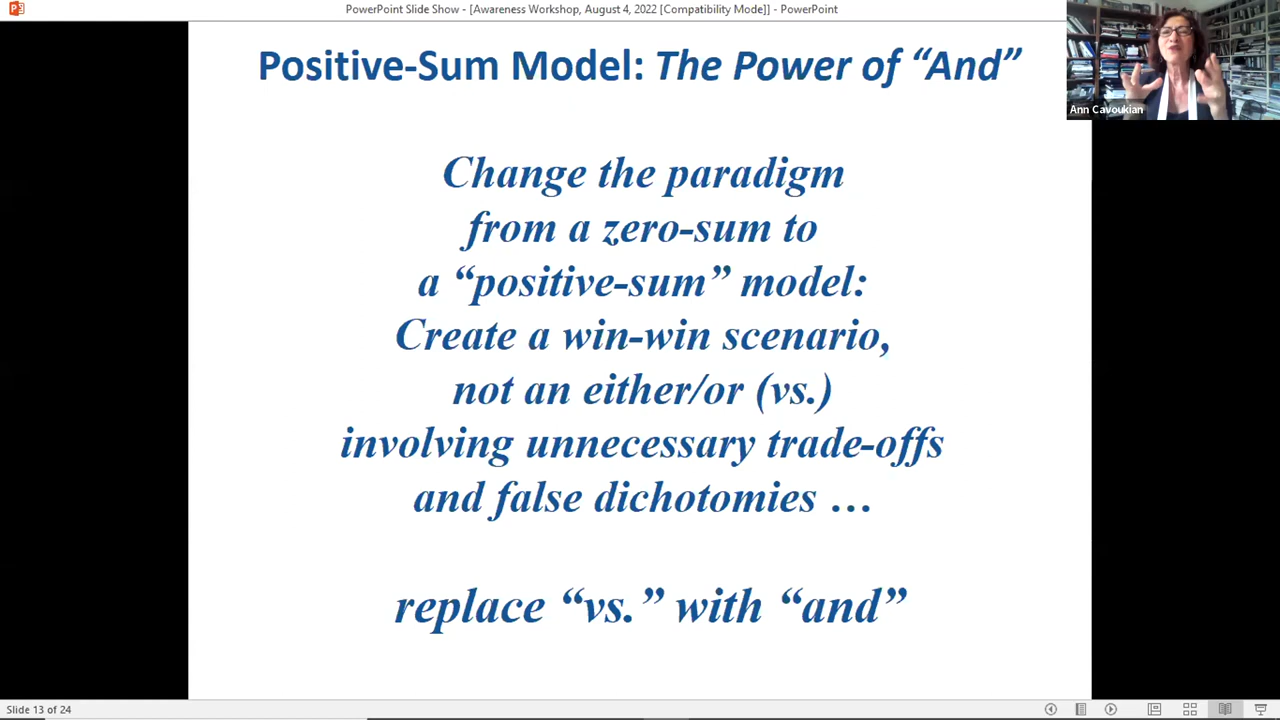 PowerPoint Slide Show - [Awareness Workshop, August 4, 2022 [Compatibility Mode]] - PowerPoint
Ann Cavoukian
Positive-Sum Model: The Power of “And”
Change the paradigm
from a zero-sum to
a “positive-sum” model:
Create a win-win scenario,
not an either/or (vs.)
involving unnecessary trade-offs
and false dichotomies …
replace “vs.” with “and”
Slide 13 of 24